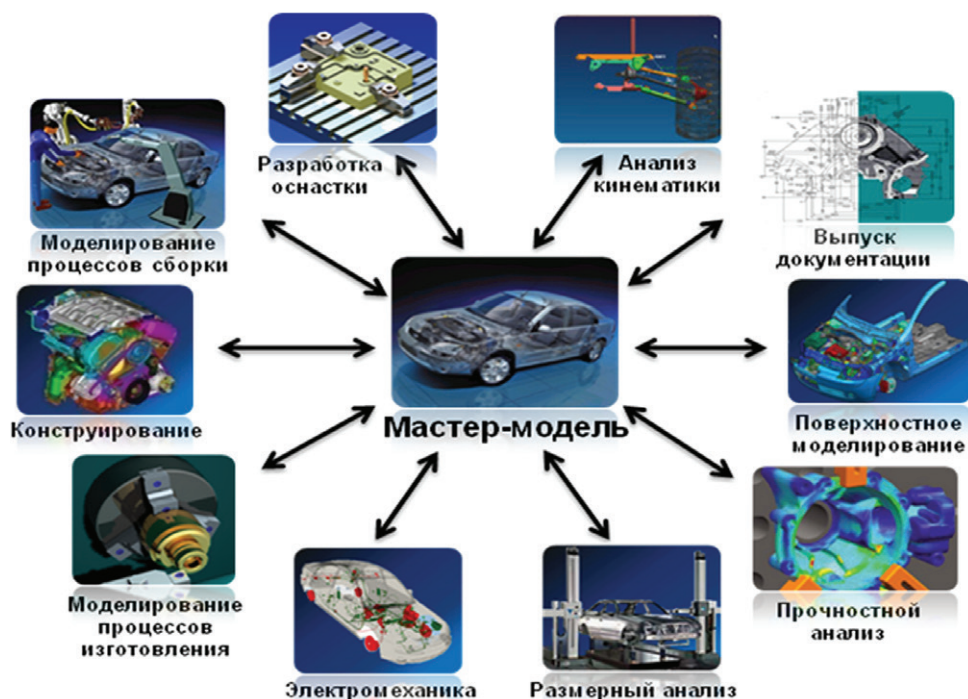 Разработка
оснастки
Анализ
кинематики
Моделирование
процессов сборки
Выпуск
документации
Конструирование
Мастер-модель
Поверхностное
моделирование
Моделирование
процессов
изготовления
Прочностной
анализ
Электромеханика
Размерный анализ